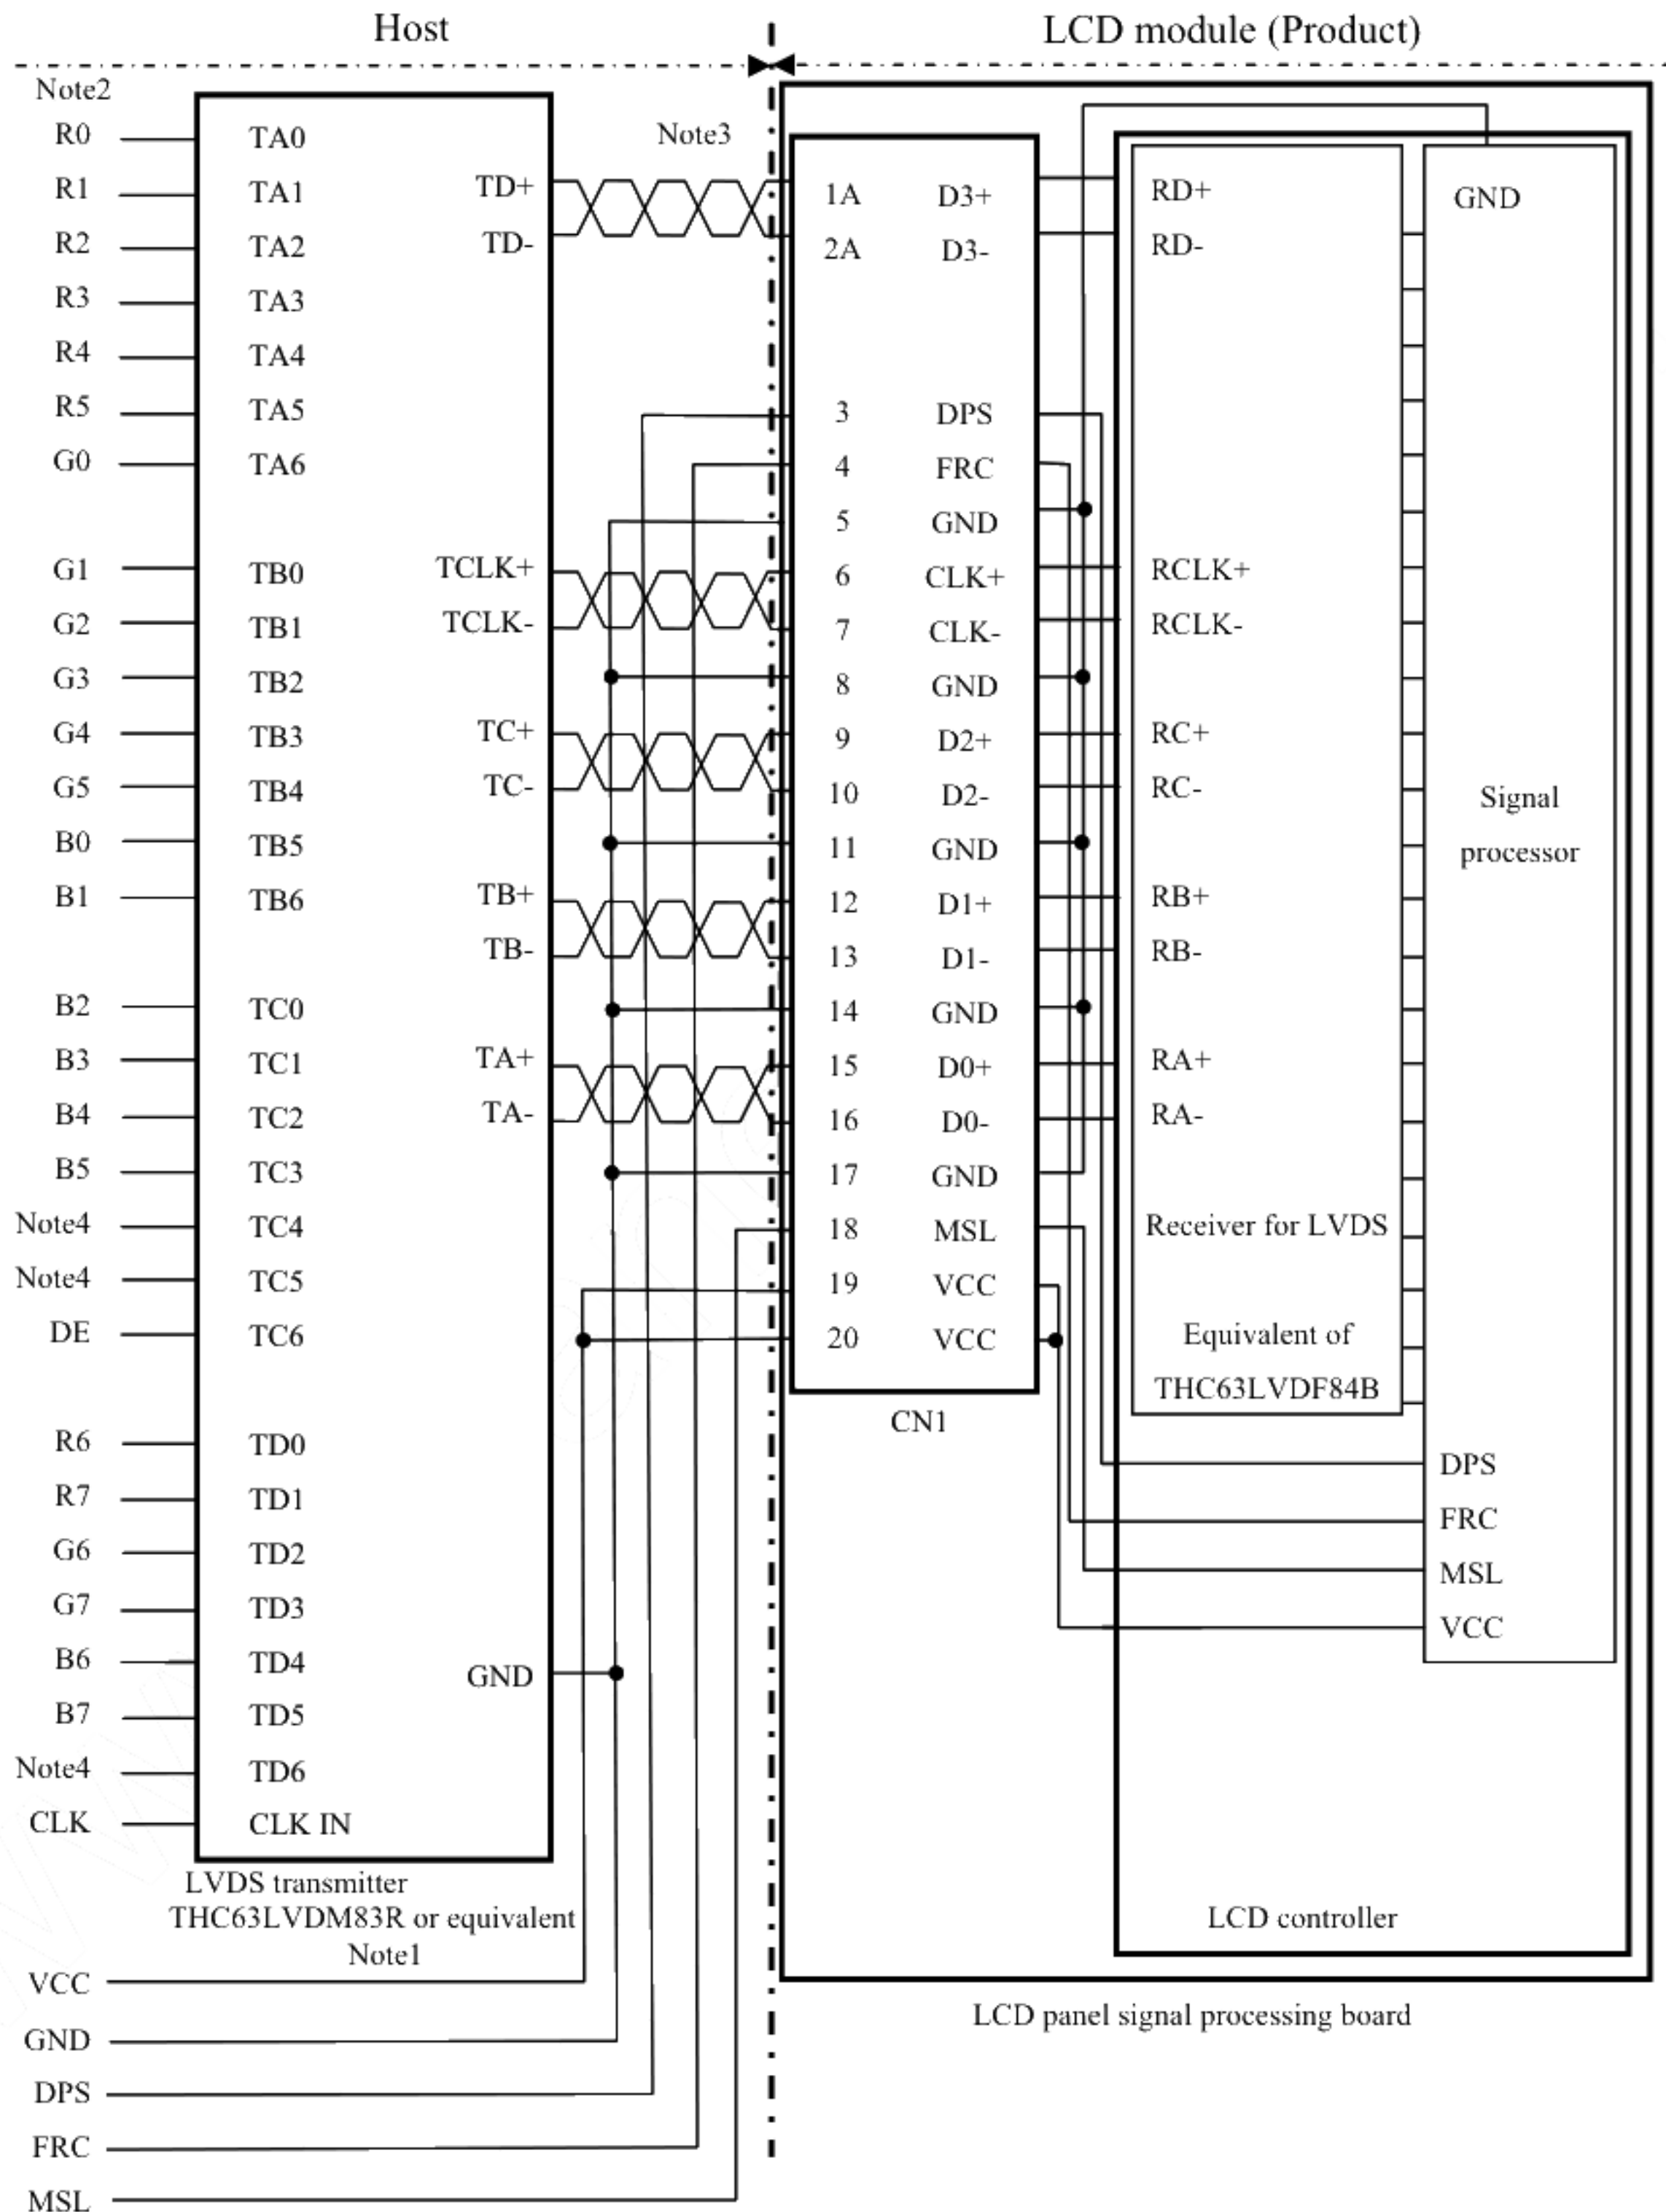 Host
LCD module (Product)
Note2
Note3
R0 TA0
R1 TA1
R2 TA2
R3 TA3
R4 TA4
R5 TA5
G0 TA6
G1 TB0
G2 TB1
G3 TB2
G4 TB3
G5 TB4
B0 TB5
B1 TB6
B2 TC0
B3 TC1
B4 TC2
B5 TC3
Note4 TC4
Note4 TC5
DE TC6
R6 TD0
R7 TD1
G6 TD2
G7 TD3
B6 TD4
B7 TD5
Note4 TD6
CLK CLK IN
TD+
TD-
TCLK+
TCLK-
TC+
TC-
TB+
TB-
TA+
TA-
GND
LVDS transmitter
THC63LVDM83R or equivalent
Note1
VCC
GND
DPS
FRC
MSL
1A D3+
2A D3-
3 DPS
4 FRC
5 GND
6 CLK+
7 CLK-
8 GND
9 D2+
10 D2-
11 GND
12 D1+
13 D1-
14 GND
15 D0+
16 D0-
17 GND
18 MSL
19 VCC
20 VCC
CN1
RD+
RD-
RCLK+
RCLK-
RC+
RC-
RB+
RB-
RA+
RA-
Receiver for LVDS
Equivalent of
THC63LVDF84B
GND
Signal
processor
DPS
FRC
MSL
VCC
LCD controller
LCD panel signal processing board